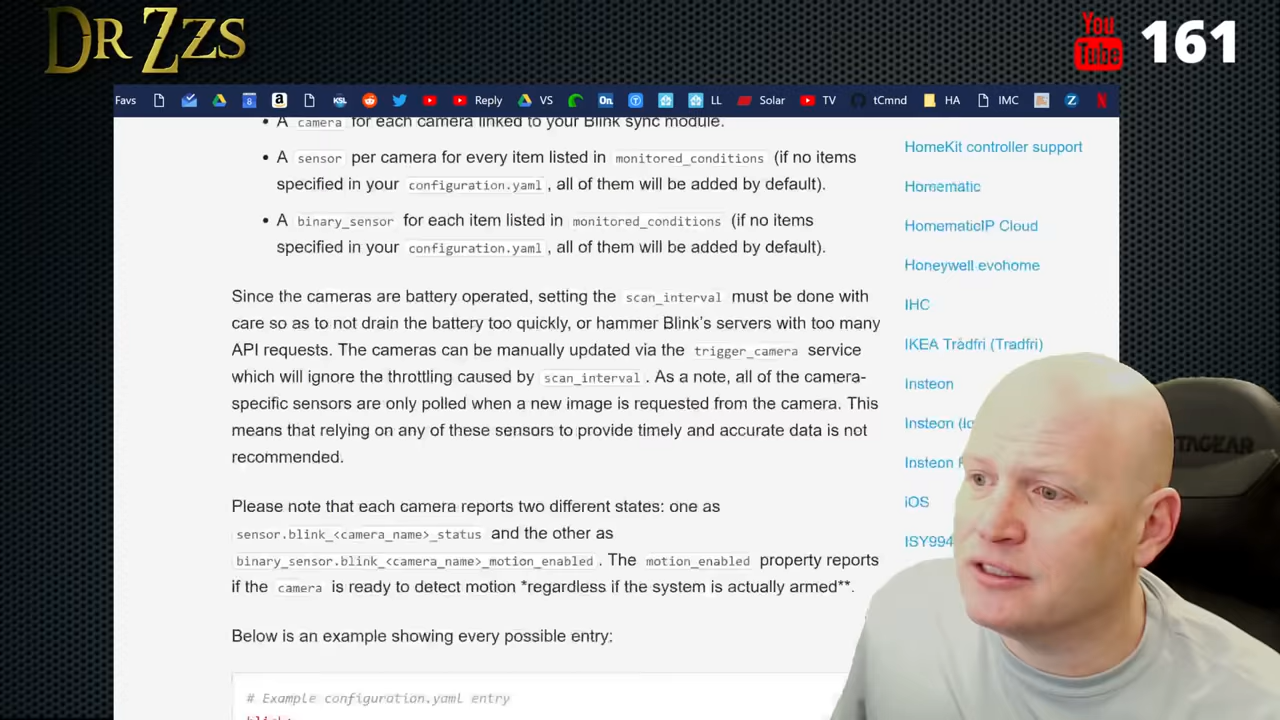 DR ZZS
You
Tube
161
Favs
8
a
KSL
Reply
VS
On
LL
Solar
TV
tCmnd
HA
IMC
Z
N
• A camera for each camera linked to your Blink sync module.
• A sensor per camera for every item listed in monitored_conditions (if no items
specified in your configuration.yaml, all of them will be added by default).
• A binary_sensor for each item listed in monitored_conditions (if no items
specified in your configuration.yaml, all of them will be added by default).
Since the cameras are battery operated, setting the scan_interval must be done with
care so as to not drain the battery too quickly, or hammer Blink's servers with too many
API requests. The cameras can be manually updated via the trigger_camera service
which will ignore the throttling caused by scan_interval. As a note, all of the camera-
specific sensors are only polled when a new image is requested from the camera. This
means that relying on any of these sensors to provide timely and accurate data is not
recommended.
Please note that each camera reports two different states: one as
sensor.blink_<camera_name>_status and the other as
binary_sensor.blink_<camera_name>_motion_enabled. The motion_enabled property reports
if the camera is ready to detect motion *regardless if the system is actually armed**.
Below is an example showing every possible entry:
# Example configuration.yaml entry
blink:
HomeKit controller support
Homematic
HomematicIP Cloud
Honeywell evohome
IHC
IKEA Trådfri (Tradfri)
Insteon
Insteon
Insteon
iOS
ISY994